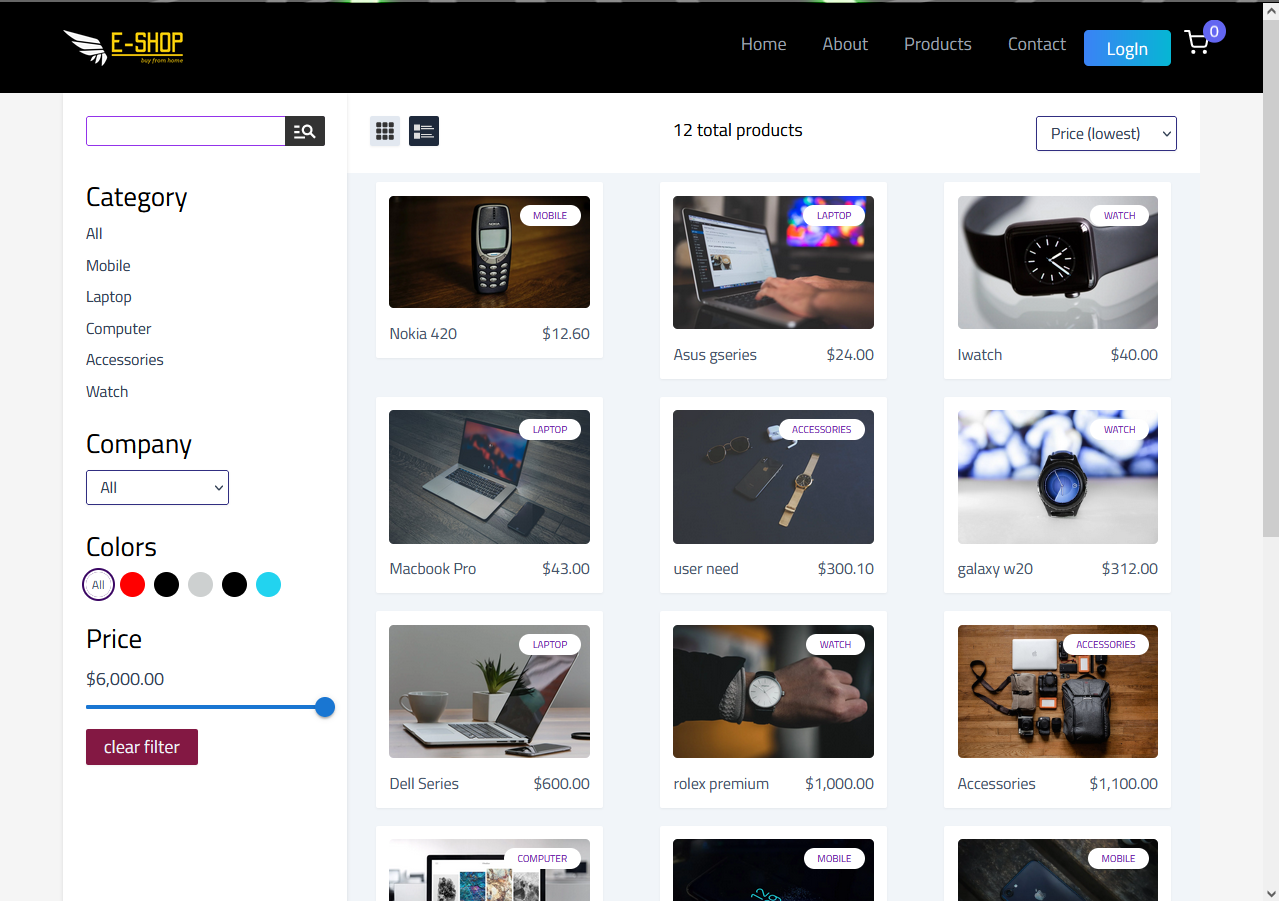 E-SHOP
buy from home
Home
About
Products
Contact
LogIn
0
12 total products
Price (lowest)
Category
All
Mobile
Laptop
Computer
Accessories
Watch
Company
All
Colors
All
Price
$6,000.00
clear filter
MOBILE
Nokia 420 $12.60
LAPTOP
Asus gseries $24.00
WATCH
Iwatch $40.00
LAPTOP
Macbook Pro $43.00
ACCESSORIES
user need $300.10
WATCH
galaxy w20 $312.00
LAPTOP
Dell Series $600.00
WATCH
rolex premium $1,000.00
ACCESSORIES
Accessories $1,100.00
COMPUTER
MOBILE
MOBILE